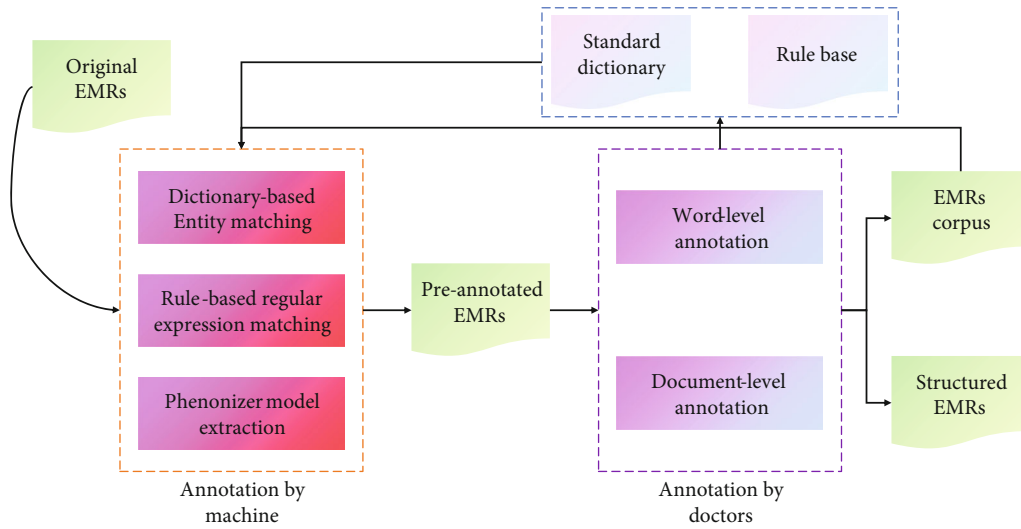 Original
EMRs
Standard
dictionary
Rule base
Dictionary-based
Entity matching
Rule-based regular
expression matching
Phenonizer model
extraction
Annotation by
machine
Pre-annotated
EMRs
Word-level
annotation
Document-level
annotation
Annotation by
doctors
EMRs
corpus
Structured
EMRs